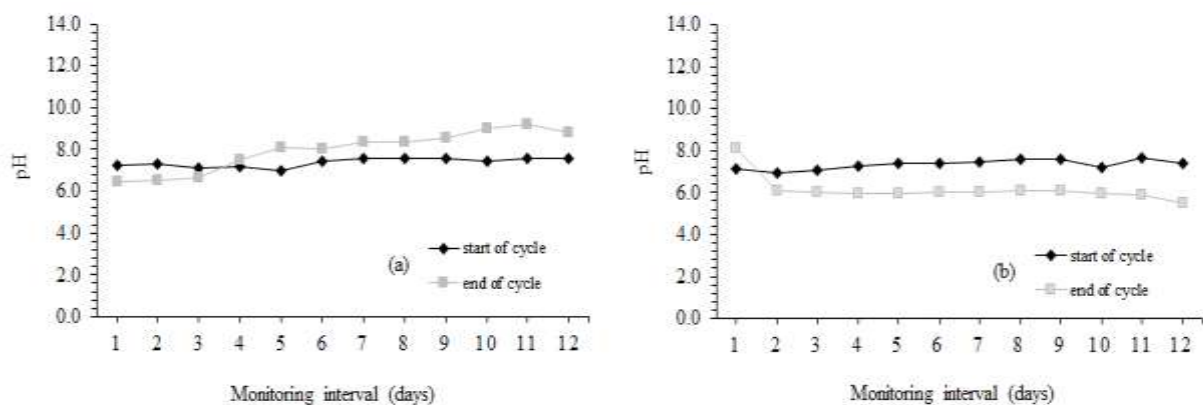 14.0
12.0
10.0
8.0
6.0
4.0
2.0
0.0
pH
(a)
start of cycle
end of cycle
1 2 3 4 5 6 7 8 9 10 11 12
Monitoring interval (days)
14.0
12.0
10.0
8.0
6.0
4.0
2.0
0.0
pH
(b)
start of cycle
end of cycle
1 2 3 4 5 6 7 8 9 10 11 12
Monitoring interval (days)